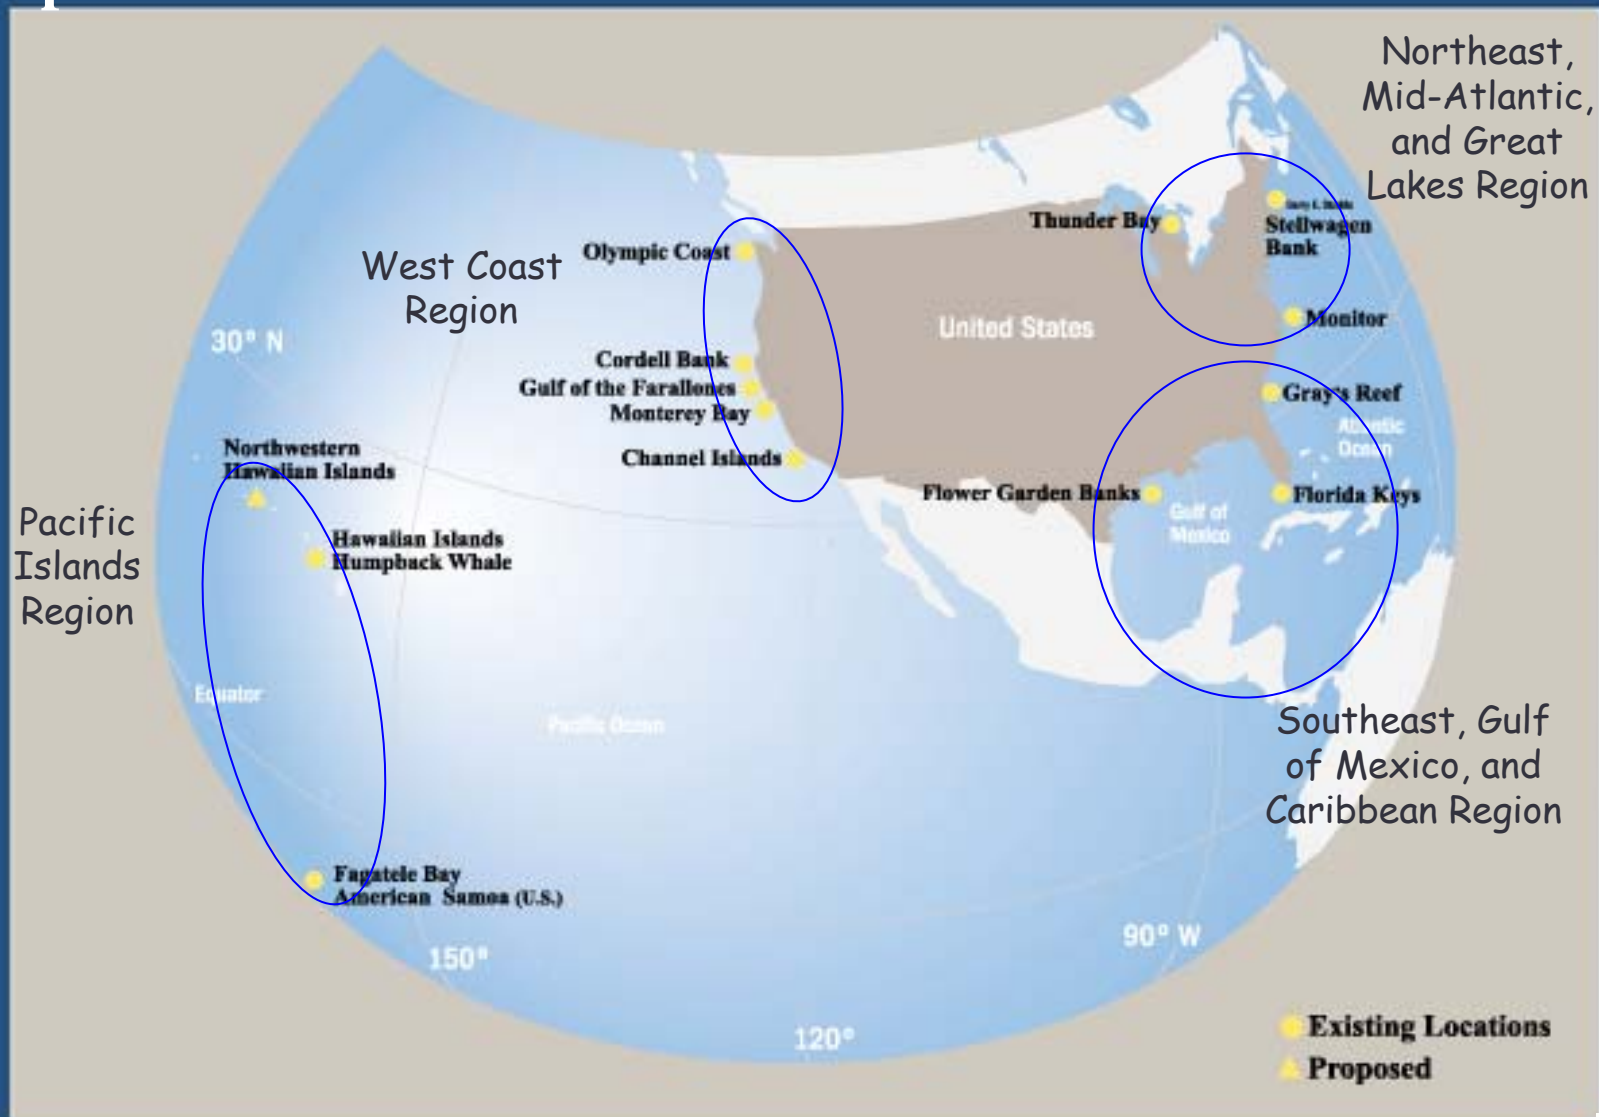 Northeast,
Mid-Atlantic,
and Great
Lakes Region
Thunder Bay
Stellwagen
Bank
Olympic Coast
West Coast
Region
United States
Monitor
30° N
Cordell Bank
Gulf of the Farallones
Monterey Bay
Gray's Reef
Atlantic
Ocean
Northwestern
Hawaiian Islands
Channel Islands
Flower Garden Banks
Florida Keys
Gulf of
Mexico
Pacific
Islands
Region
Hawaiian Islands
Humpback Whale
Equator
Pacific Ocean
Southeast, Gulf
of Mexico, and
Caribbean Region
Fagatele Bay
American Samoa (U.S.)
150°
90° W
120°
Existing Locations
Proposed